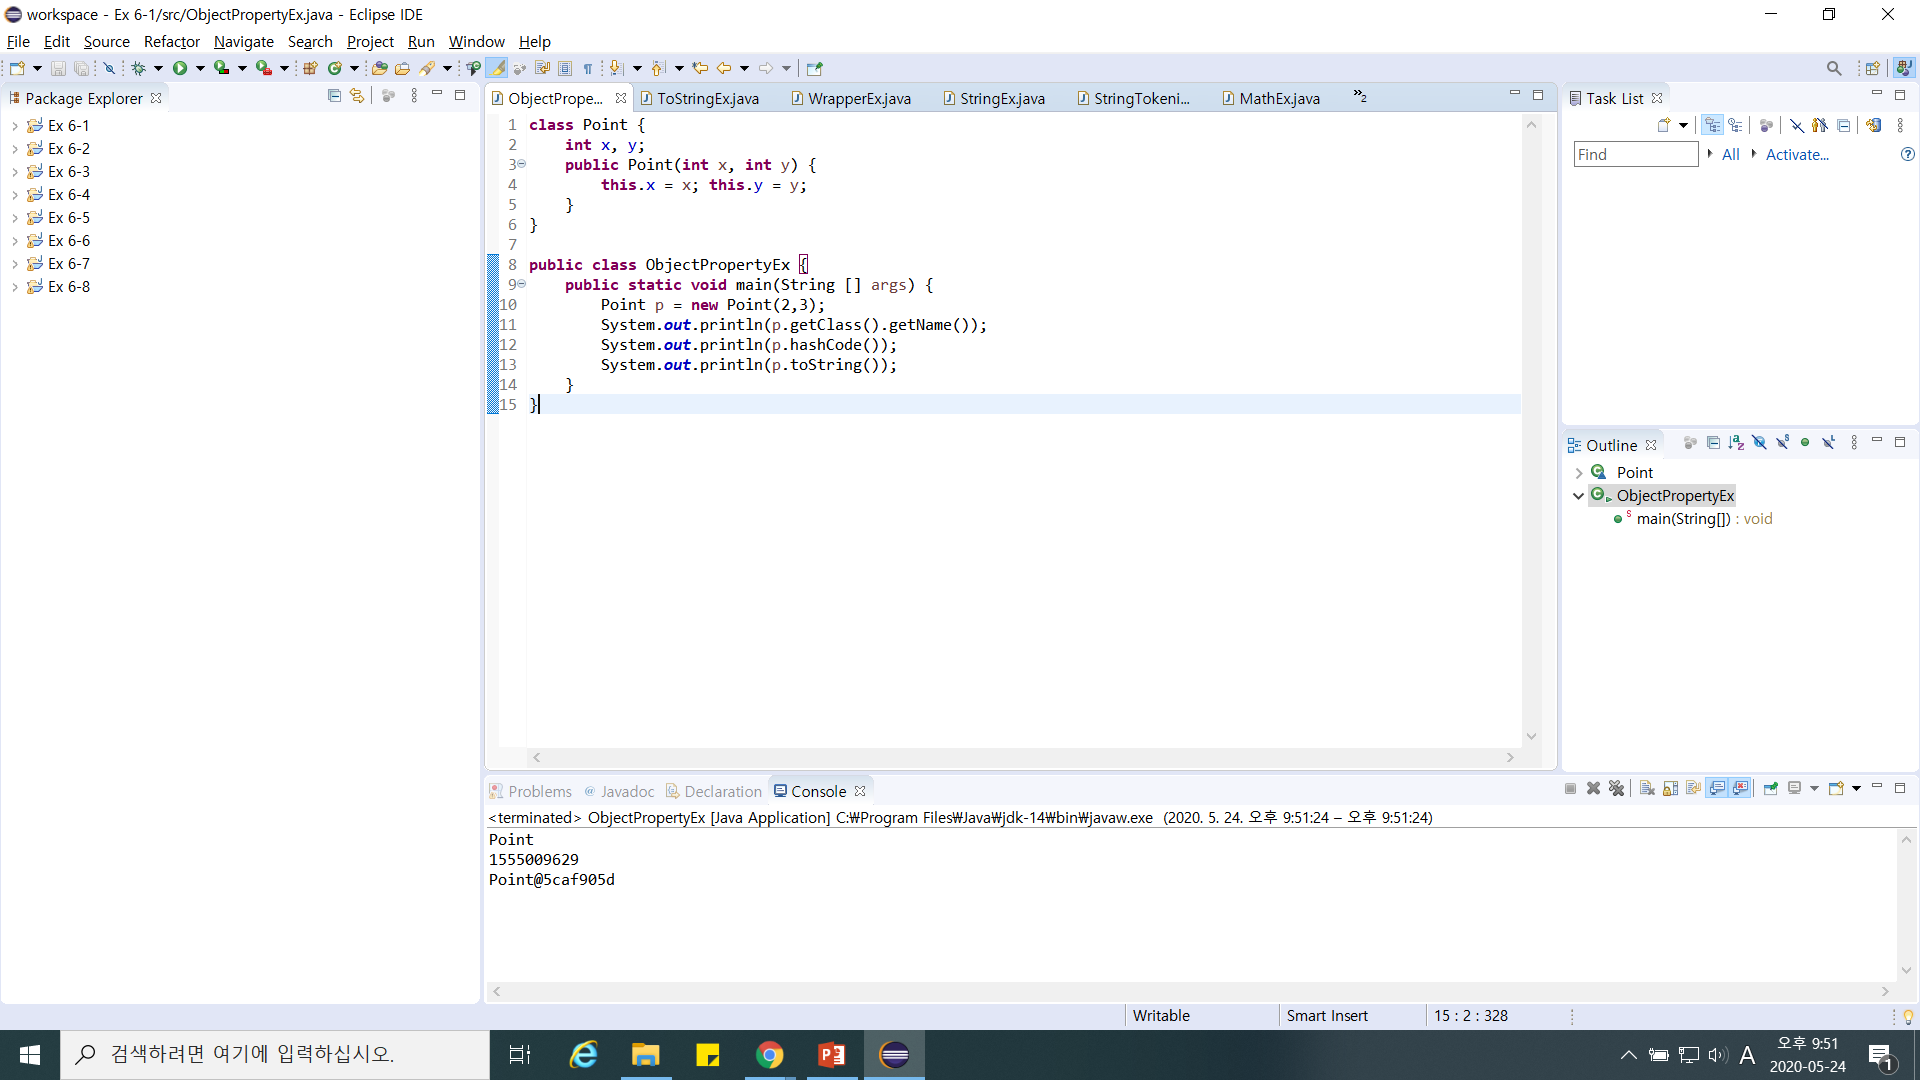 workspace - Ex 6-1/src/ObjectPropertyEx.java - Eclipse IDE
File Edit Source Refactor Navigate Search Project Run Window Help
Package Explorer
Ex 6-1
Ex 6-2
Ex 6-3
Ex 6-4
Ex 6-5
Ex 6-6
Ex 6-7
Ex 6-8
ObjectPrope... ToStringEx.java WrapperEx.java StringEx.java StringTokeni... MathEx.java »2
1 class Point {
2 int x, y;
3 public Point(int x, int y) {
4 this.x = x; this.y = y;
5 }
6 }
7
8 public class ObjectPropertyEx {
9 public static void main(String [] args) {
10 Point p = new Point(2,3);
11 System.out.println(p.getClass().getName());
12 System.out.println(p.hashCode());
13 System.out.println(p.toString());
14 }
15 }
Task List
Find All Activate...
Outline
Point
ObjectPropertyEx
main(String[]) : void
Problems @ Javadoc Declaration Console
<terminated> ObjectPropertyEx [Java Application] C:₩Program Files₩Java₩jdk-14₩bin₩javaw.exe (2020. 5. 24. 오후 9:51:24 – 오후 9:51:24)
Point
1555009629
Point@5caf905d
Writable Smart Insert 15 : 2 : 328
검색하려면 여기에 입력하십시오.
A 오후 9:51
2020-05-24
1